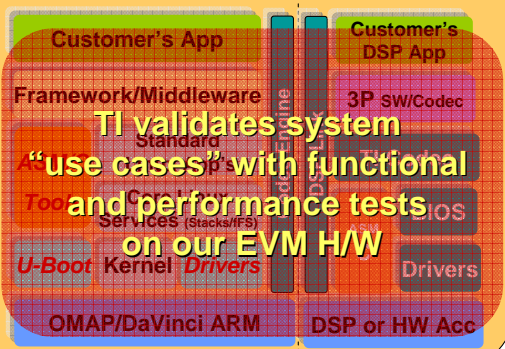 Customer's App
Customer's
DSP App
Framework/Middleware
3P SW/Codec
TI validates system
"use cases" with functional
and performance tests
on our EVM H/W
Standard
Tool
Services (Stacks/IFS)
BIOS
U-Boot Kernel Drivers
Drivers
OMAP/DaVinci ARM
DSP or HW Acc